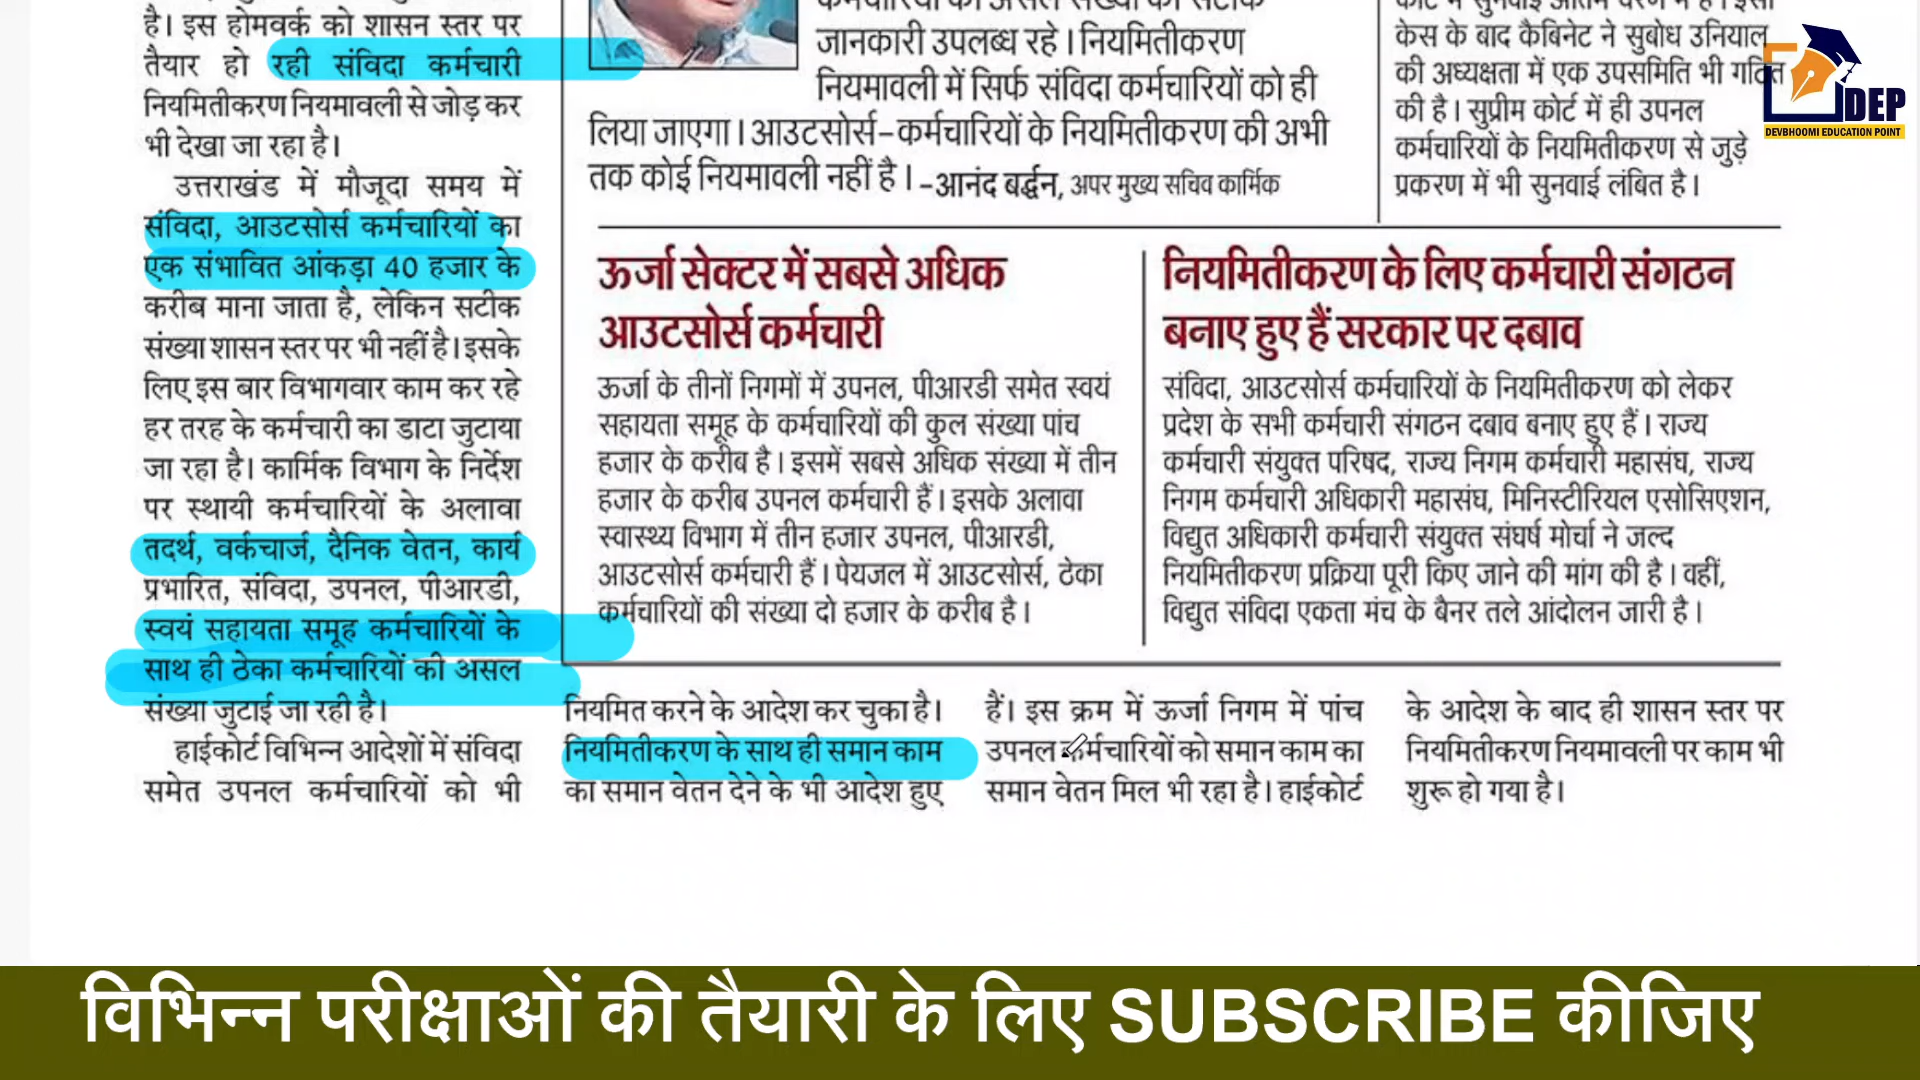 है। इस होमवर्क को शासन स्तर पर
तैयार हो रही संविदा कर्मचारी
नियमितीकरण नियमावली से जोड़ कर
भी देखा जा रहा है।
उत्तराखंड में मौजूदा समय में
संविदा, आउटसोर्स कर्मचारियों का
एक संभावित आंकड़ा 40 हजार के
करीब माना जाता है, लेकिन सटीक
संख्या शासन स्तर पर भी नहीं है। इसके
लिए इस बार विभागवार काम कर रहे
हर तरह के कर्मचारी का डाटा जुटाया
जा रहा है। कार्मिक विभाग के निर्देश
पर स्थायी कर्मचारियों के अलावा
तदर्थ, वर्कचार्ज, दैनिक वेतन, कार्य
प्रभारित, संविदा, उपनल, पीआरडी,
स्वयं सहायता समूह कर्मचारियों के
साथ ही ठेका कर्मचारियों की असल
संख्या जुटाई जा रही है।
हाईकोर्ट विभिन्न आदेशों में संविदा
समेत उपनल कर्मचारियों को भी
जानकारी उपलब्ध रहे। नियमितीकरण
नियमावली में सिर्फ संविदा कर्मचारियों को ही
लिया जाएगा। आउटसोर्स-कर्मचारियों के नियमितीकरण की अभी
तक कोई नियमावली नहीं है। -आनंद बर्द्धन, अपर मुख्य सचिव कार्मिक
केस के बाद कैबिनेट ने सुबोध उनियाल
की अध्यक्षता में एक उपसमिति भी गठित
की है। सुप्रीम कोर्ट में ही उपनल
कर्मचारियों के नियमितीकरण से जुड़े
प्रकरण में भी सुनवाई लंबित है।
DEP
DEVBHOOMI EDUCATION POINT
ऊर्जा सेक्टर में सबसे अधिक
आउटसोर्स कर्मचारी
ऊर्जा के तीनों निगमों में उपनल, पीआरडी समेत स्वयं
सहायता समूह के कर्मचारियों की कुल संख्या पांच
हजार के करीब है। इसमें सबसे अधिक संख्या में तीन
हजार के करीब उपनल कर्मचारी हैं। इसके अलावा
स्वास्थ्य विभाग में तीन हजार उपनल, पीआरडी,
आउटसोर्स कर्मचारी हैं। पेयजल में आउटसोर्स, ठेका
कर्मचारियों की संख्या दो हजार के करीब है।
नियमितीकरण के लिए कर्मचारी संगठन
बनाए हुए हैं सरकार पर दबाव
संविदा, आउटसोर्स कर्मचारियों के नियमितीकरण को लेकर
प्रदेश के सभी कर्मचारी संगठन दबाव बनाए हुए हैं। राज्य
कर्मचारी संयुक्त परिषद, राज्य निगम कर्मचारी महासंघ, राज्य
निगम कर्मचारी अधिकारी महासंघ, मिनिस्टीरियल एसोसिएशन,
विद्युत अधिकारी कर्मचारी संयुक्त संघर्ष मोर्चा ने जल्द
नियमितीकरण प्रक्रिया पूरी किए जाने की मांग की है। वहीं,
विद्युत संविदा एकता मंच के बैनर तले आंदोलन जारी है।
नियमित करने के आदेश कर चुका है।
नियमितीकरण के साथ ही समान काम
का समान वेतन देने के भी आदेश हुए
हैं। इस क्रम में ऊर्जा निगम में पांच
उपनल कर्मचारियों को समान काम का
समान वेतन मिल भी रहा है। हाईकोर्ट
के आदेश के बाद ही शासन स्तर पर
नियमितीकरण नियमावली पर काम भी
शुरू हो गया है।
विभिन्न परीक्षाओं की तैयारी के लिए SUBSCRIBE कीजिए